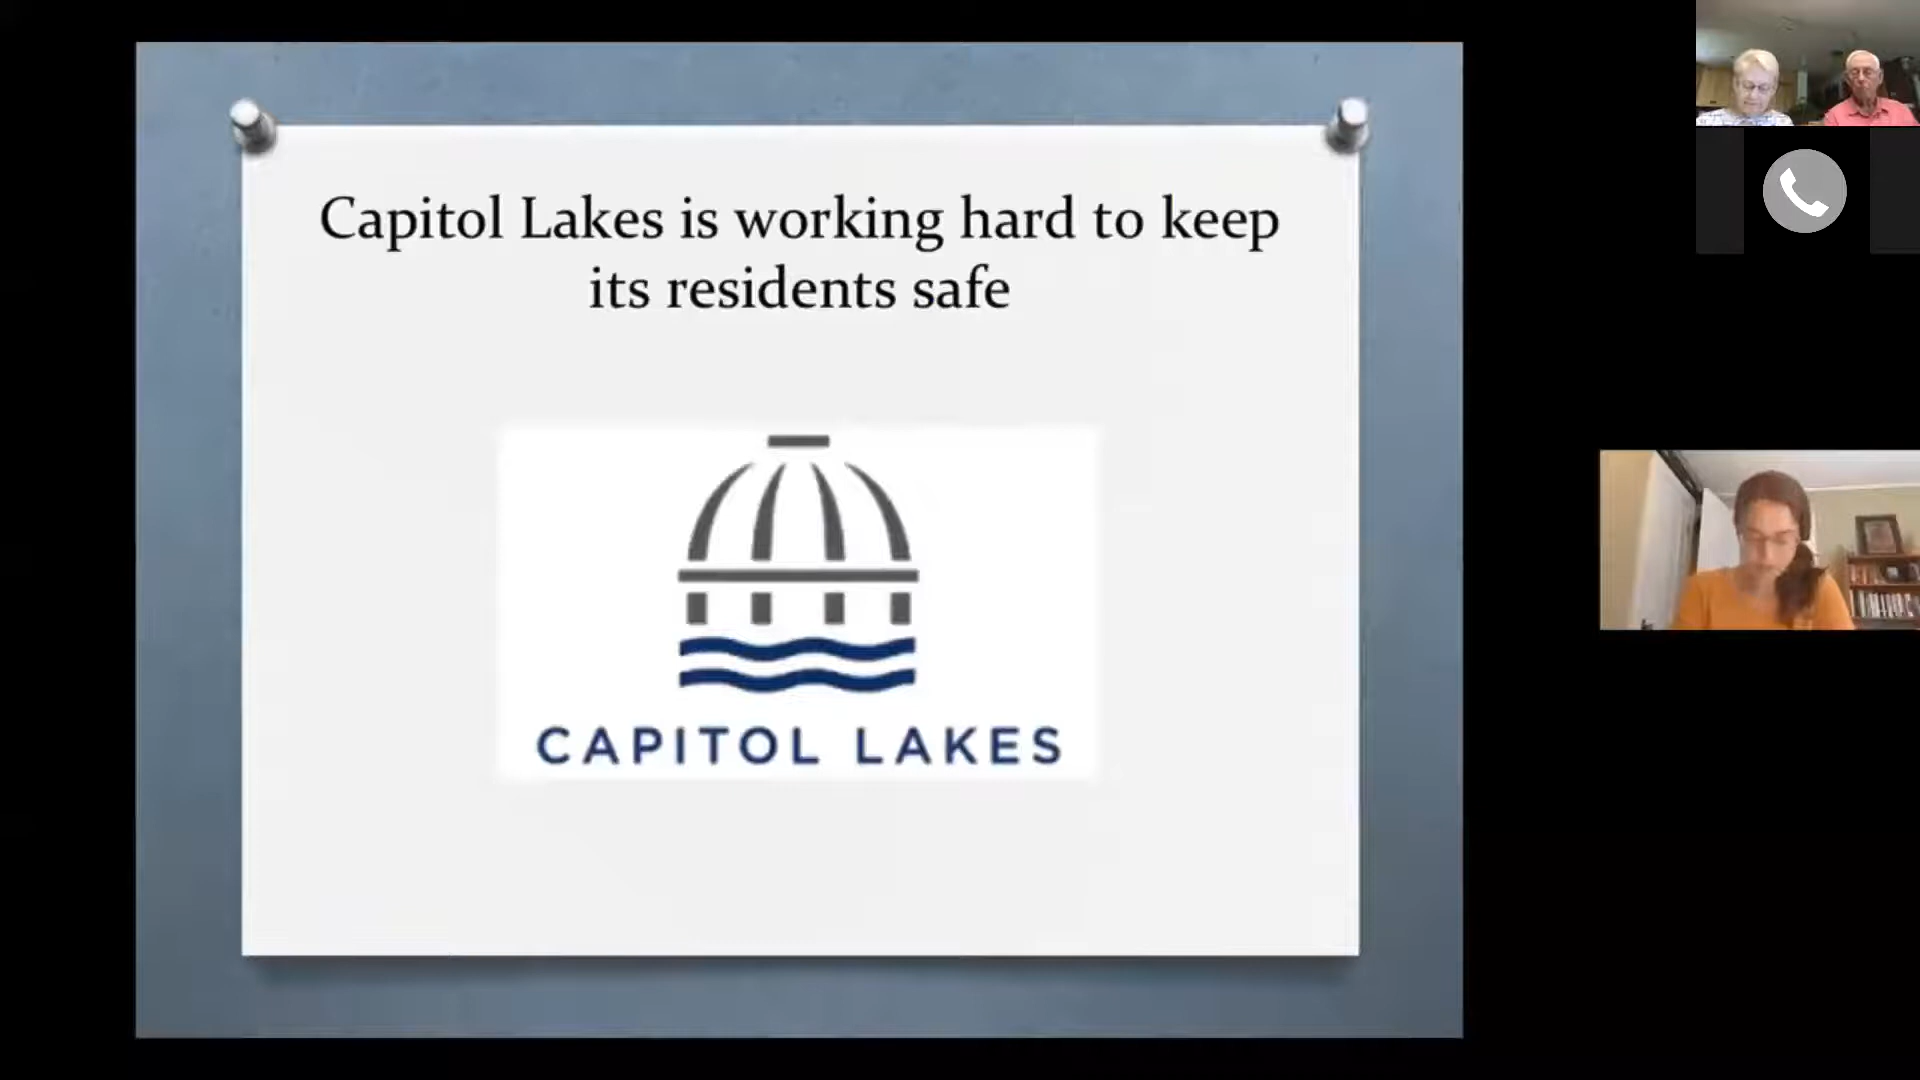 Capitol Lakes is working hard to keep
its residents safe
CAPITOL LAKES